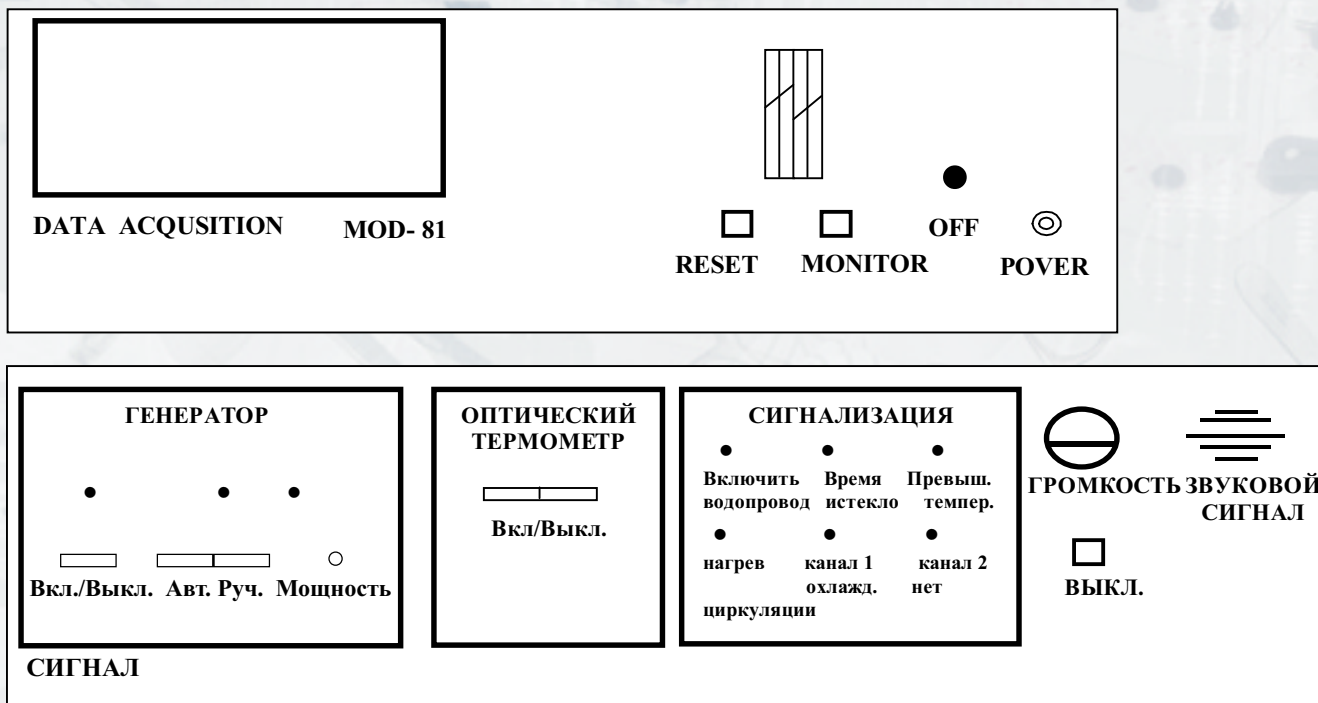 DATA ACQUSITION MOD- 81
RESET MONITOR OFF POVER
ГЕНЕРАТОР
Вкл./Выкл. Авт. Руч. Мощность
СИГНАЛ
ОПТИЧЕСКИЙ
ТЕРМОМЕТР
Вкл/Выкл.
СИГНАЛИЗАЦИЯ
Включить Время Превыш.
водопровод истекло темпер.
нагрев канал 1 канал 2
охлажд. нет
циркуляции
ГРОМКОСТЬ ЗВУКОВОЙ
СИГНАЛ
ВЫКЛ.